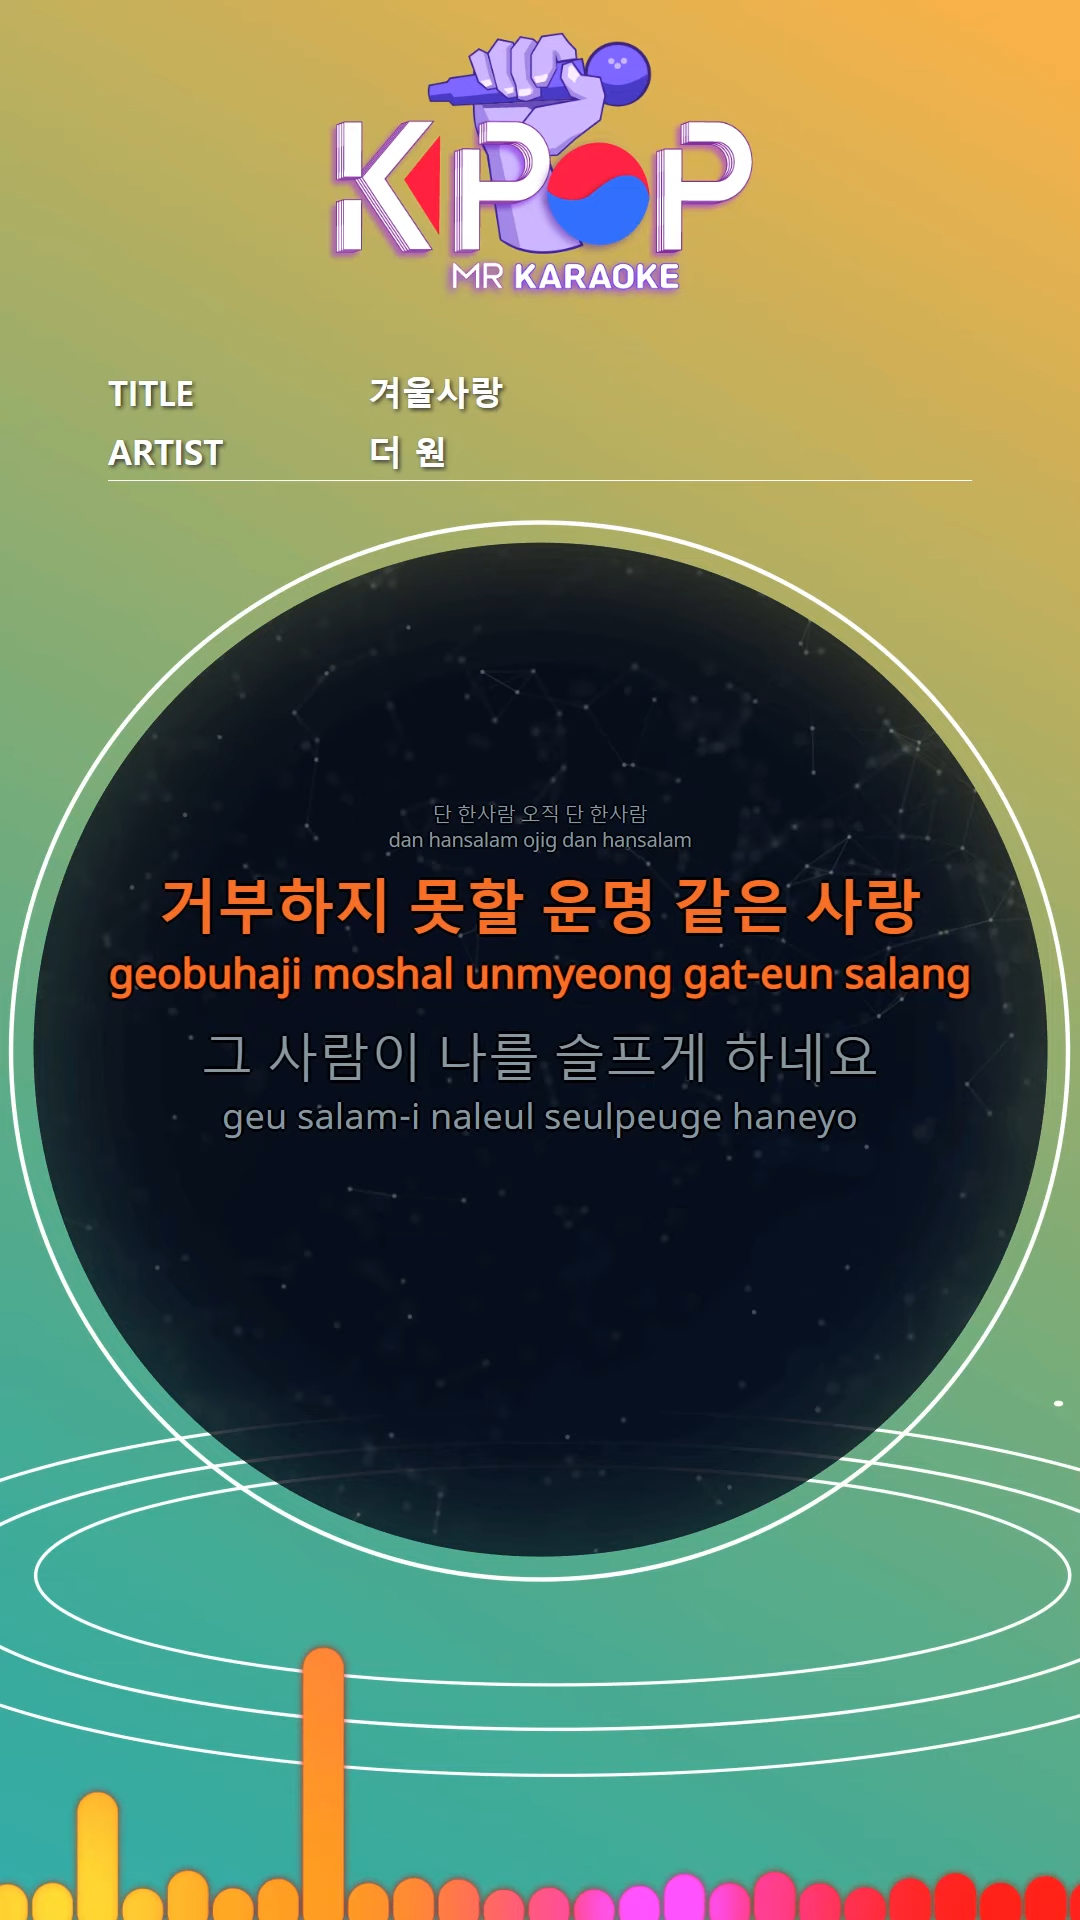 KPOP
MR KARAOKE
TITLE 겨울사랑
ARTIST 더 원
단 한사람 오직 단 한사람
dan hansalam ojig dan hansalam
거부하지 못할 운명 같은 사랑
geobuhaji moshal unmyeong gat-eun salang
그 사람이 나를 슬프게 하네요
geu salam-i naleul seulpeuge haneyo